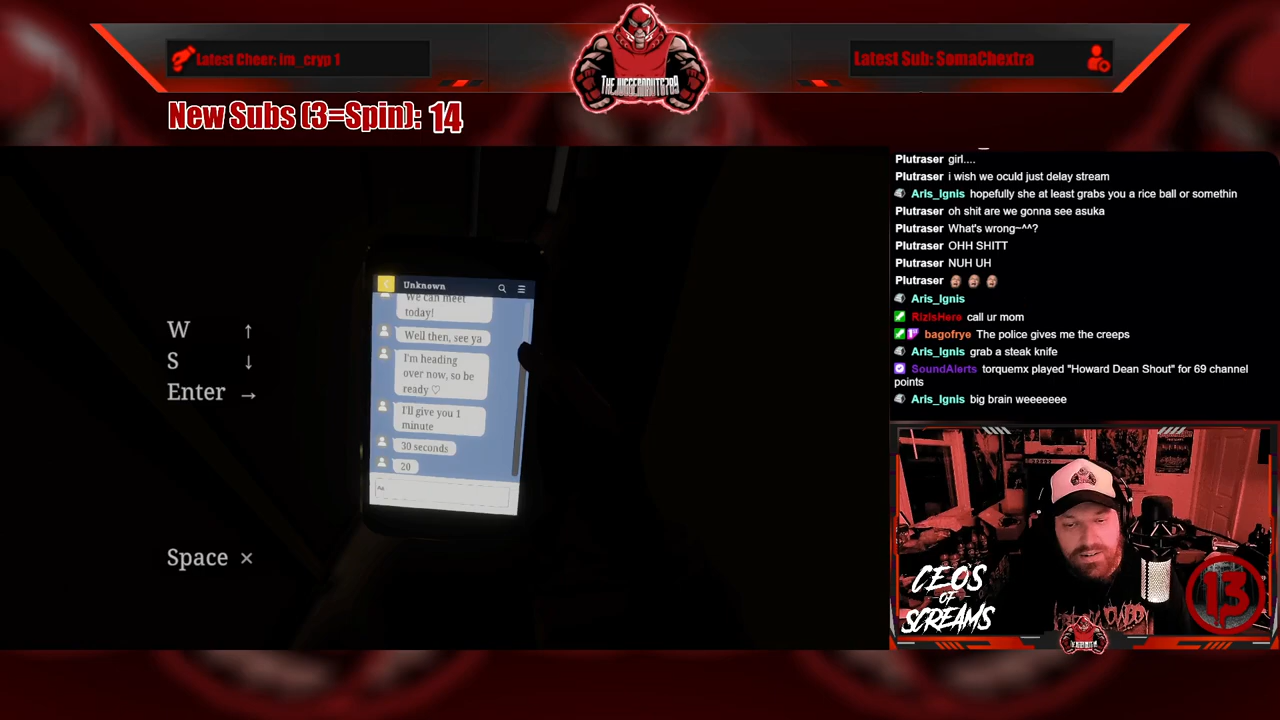 Latest Cheer: im_cryp 1
THEJUGGERNAUT6789
Latest Sub: SomaChextra
New Subs (3=Spin): 14
W ↑
S ↓
Enter →
Space ×
Unknown
We can meet
today!
Well then, see ya
I'm heading
over now, so be
ready ♡
I'll give you 1
minute
30 seconds
20
Aa
Plutraser girl....
Plutraser i wish we oculd just delay stream
Aris_Ignis hopefully she at least grabs you a rice ball or somethin
Plutraser oh shit are we gonna see asuka
Plutraser What's wrong~^^?
Plutraser OHH SHITT
Plutraser NUH UH
Plutraser
Aris_Ignis
RizlsHere call ur mom
bagofrye The police gives me the creeps
Aris_Ignis grab a steak knife
SoundAlerts torquemx played "Howard Dean Shout" for 69 channel
points
Aris_Ignis big brain weeeeeee
CEOS
OF
SCREAMS
13